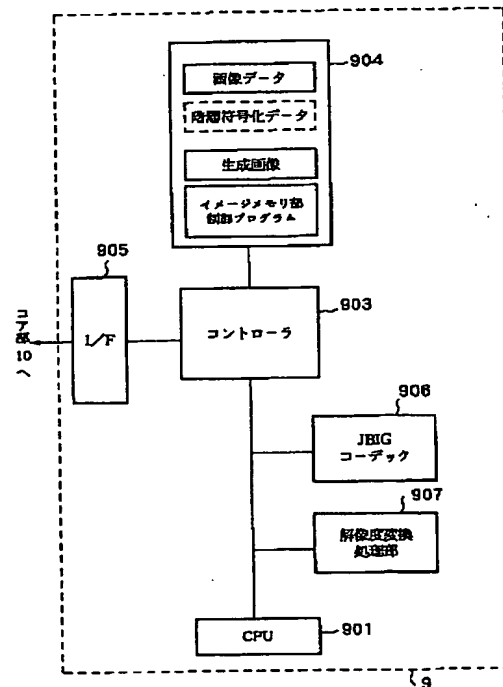 904
画像データ
階層符号化データ
生成画像
イメージメモリ部
制御プログラム
905
I/F
コア部
10
へ
903
コントローラ
906
JBIG
コーデック
907
解像度変換
処理部
CPU
901
9